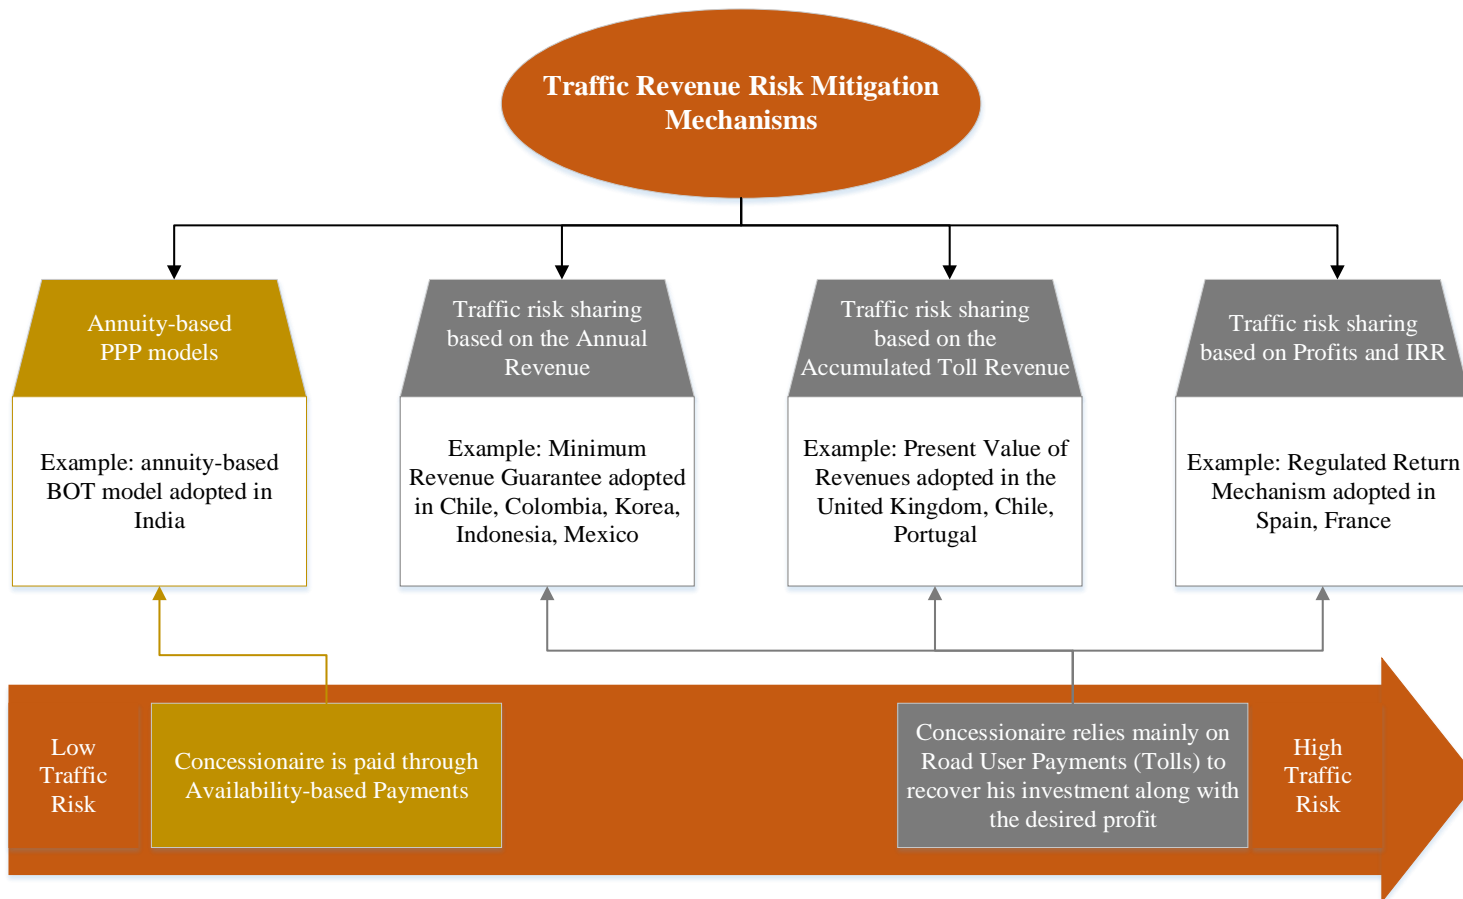 Traffic Revenue Risk Mitigation
Mechanisms
Annuity-based
PPP models
Traffic risk sharing
based on the Annual
Revenue
Traffic risk sharing
based on the
Accumulated Toll Revenue
Traffic risk sharing
based on Profits and IRR
Example: annuity-based
BOT model adopted in
India
Example: Minimum
Revenue Guarantee adopted
in Chile, Colombia, Korea,
Indonesia, Mexico
Example: Present Value of
Revenues adopted in the
United Kingdom, Chile,
Portugal
Example: Regulated Return
Mechanism adopted in
Spain, France
Low
Traffic
Risk
Concessionaire is paid through
Availability-based Payments
Concessionaire relies mainly on
Road User Payments (Tolls) to
recover his investment along with
the desired profit
High
Traffic
Risk